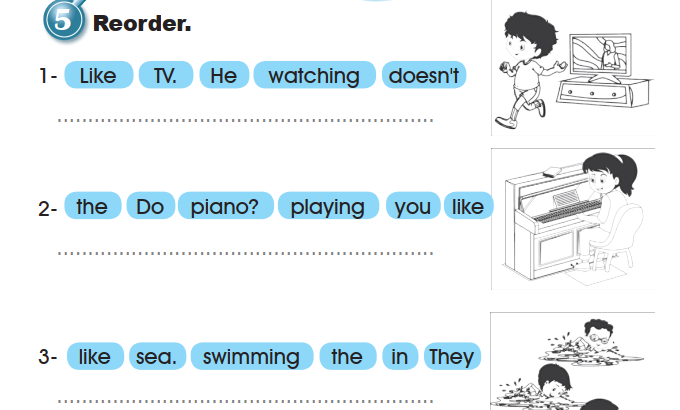 5 Reorder.
1- Like TV. He watching doesn't
2- the Do piano? playing you like
3- like sea. swimming the in They